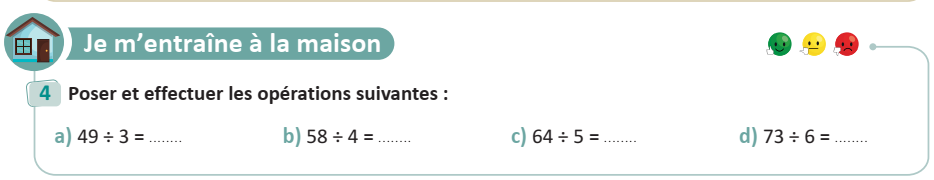 Je m'entraîne à la maison
4 Poser et effectuer les opérations suivantes :
a) 49 ÷ 3 = ........ b) 58 ÷ 4 = ........ c) 64 ÷ 5 = ........ d) 73 ÷ 6 = ........